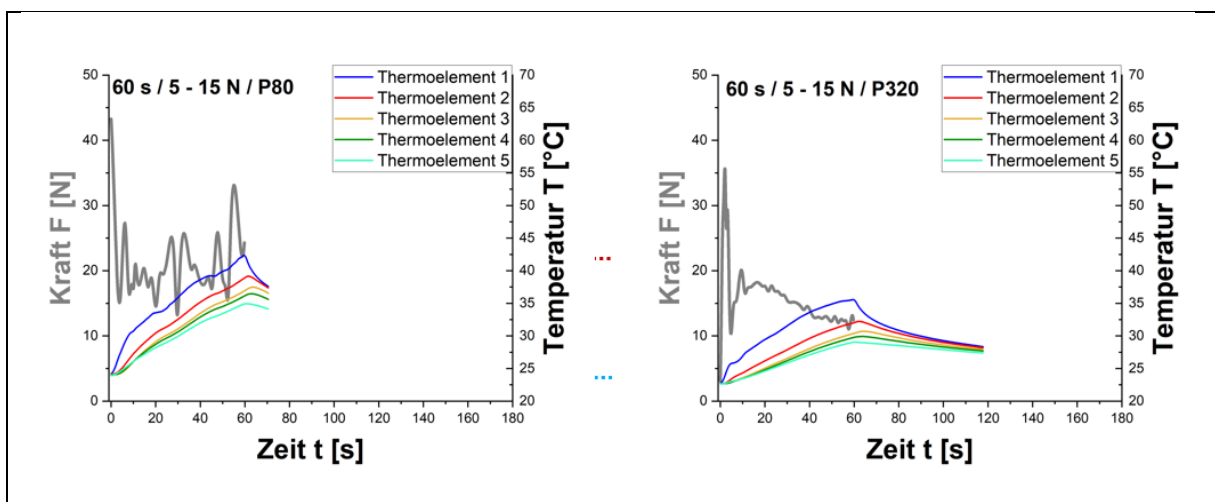 60 s / 5 - 15 N / P80
Thermoelement 1
Thermoelement 2
Thermoelement 3
Thermoelement 4
Thermoelement 5
Kraft F [N]
50
40
30
20
10
0
Temperatur T [°C]
70
65
60
55
50
45
40
35
30
25
20
0 20 40 60 80 100 120 140 160 180
Zeit t [s]
60 s / 5 - 15 N / P320
Thermoelement 1
Thermoelement 2
Thermoelement 3
Thermoelement 4
Thermoelement 5
Kraft F [N]
50
40
30
20
10
0
Temperatur T [°C]
70
65
60
55
50
45
40
35
30
25
20
0 20 40 60 80 100 120 140 160 180
Zeit t [s]